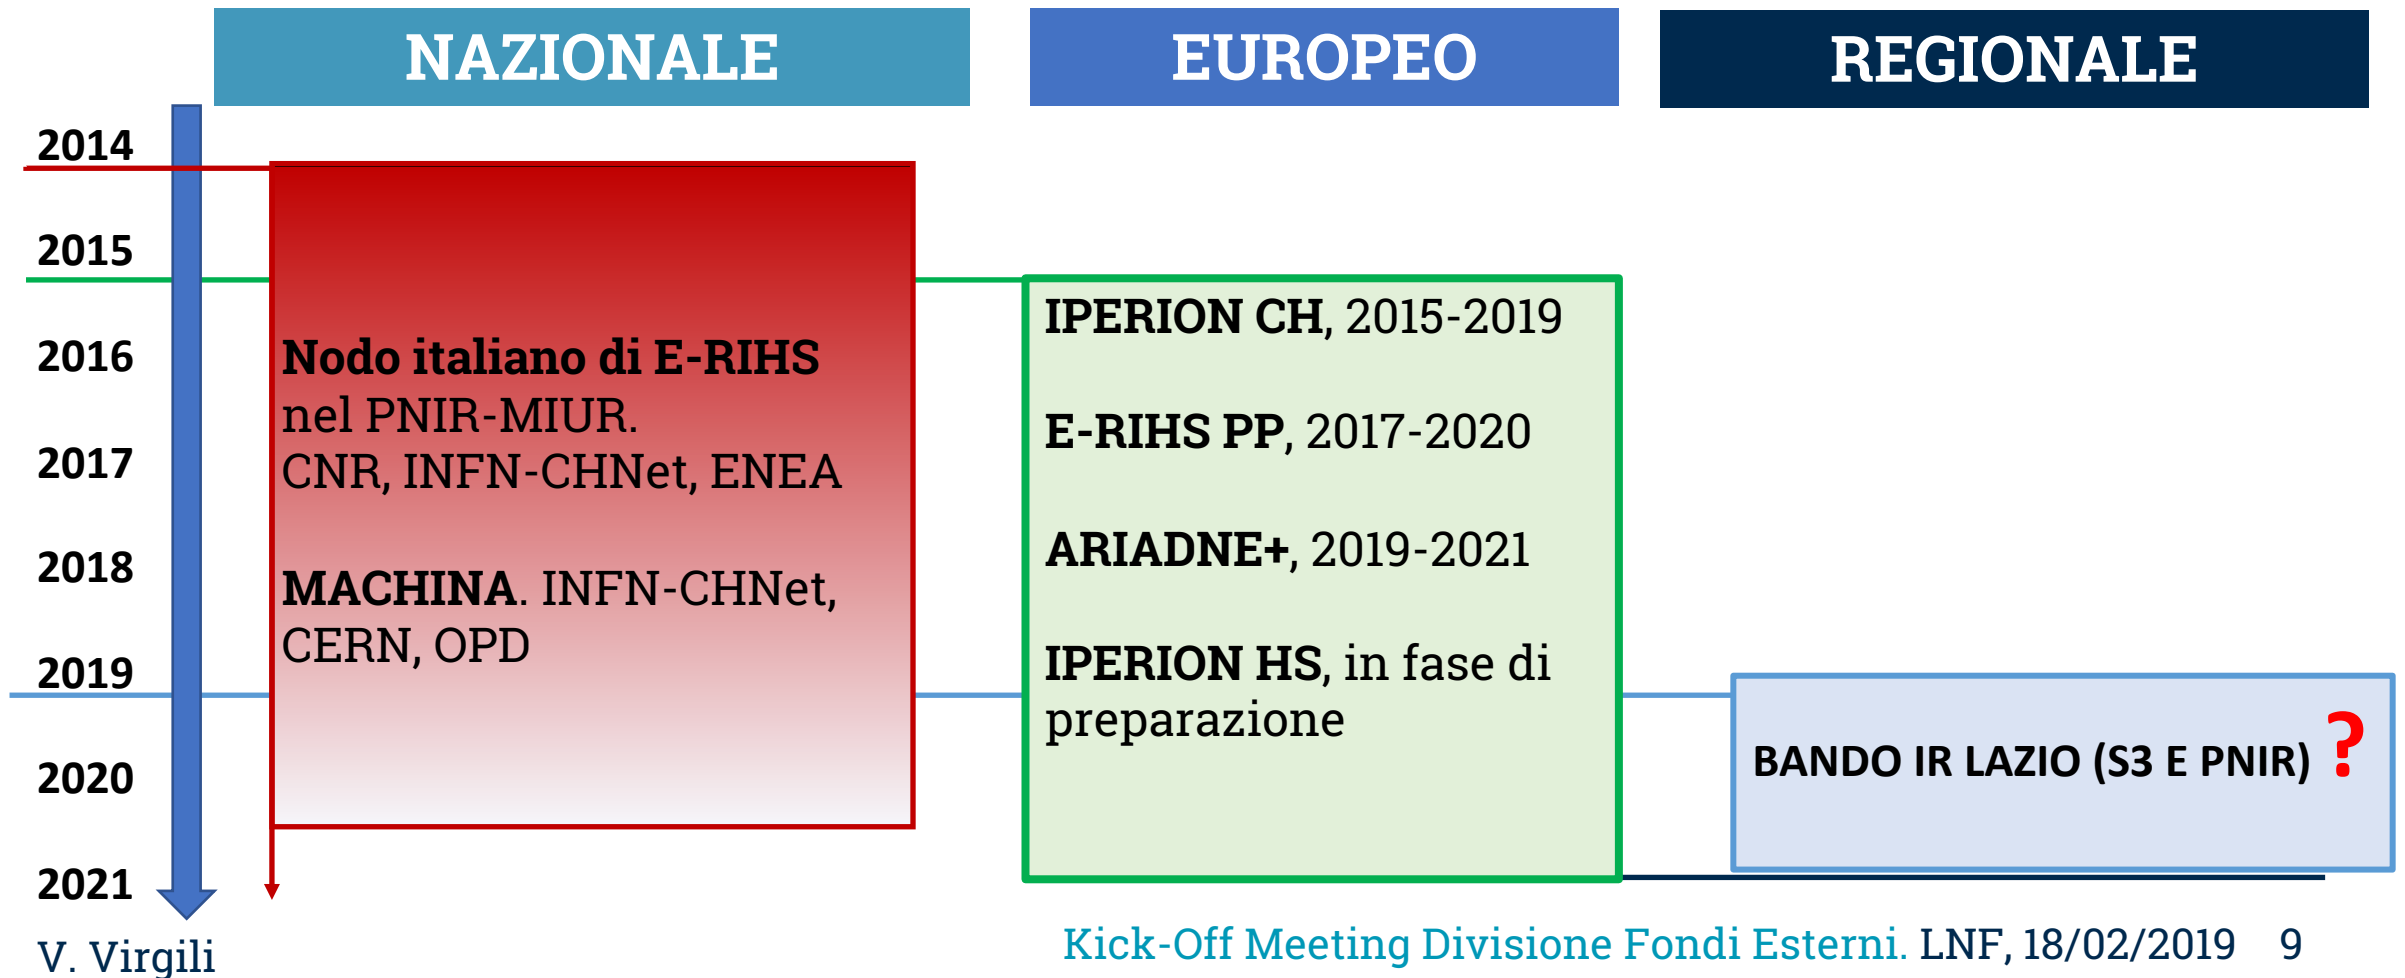 NAZIONALE
EUROPEO
REGIONALE
2014
2015
2016
2017
2018
2019
2020
2021
Nodo italiano di E-RIHS
nel PNIR-MIUR.
CNR, INFN-CHNet, ENEA
MACHINA. INFN-CHNet,
CERN, OPD
IPERION CH, 2015-2019
E-RIHS PP, 2017-2020
ARIADNE+, 2019-2021
IPERION HS, in fase di
preparazione
BANDO IR LAZIO (S3 E PNIR) ?
V. Virgili
Kick-Off Meeting Divisione Fondi Esterni. LNF, 18/02/2019 9